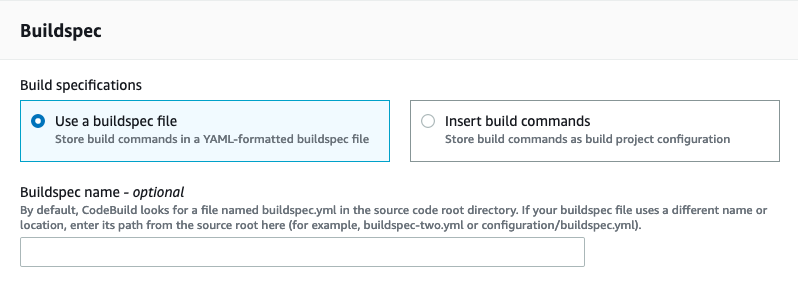 Buildspec
Build specifications
Use a buildspec file
Store build commands in a YAML-formatted buildspec file
Insert build commands
Store build commands as build project configuration
Buildspec name - optional
By default, CodeBuild looks for a file named buildspec.yml in the source code root directory. If your buildspec file uses a different name or
location, enter its path from the source root here (for example, buildspec-two.yml or configuration/buildspec.yml).